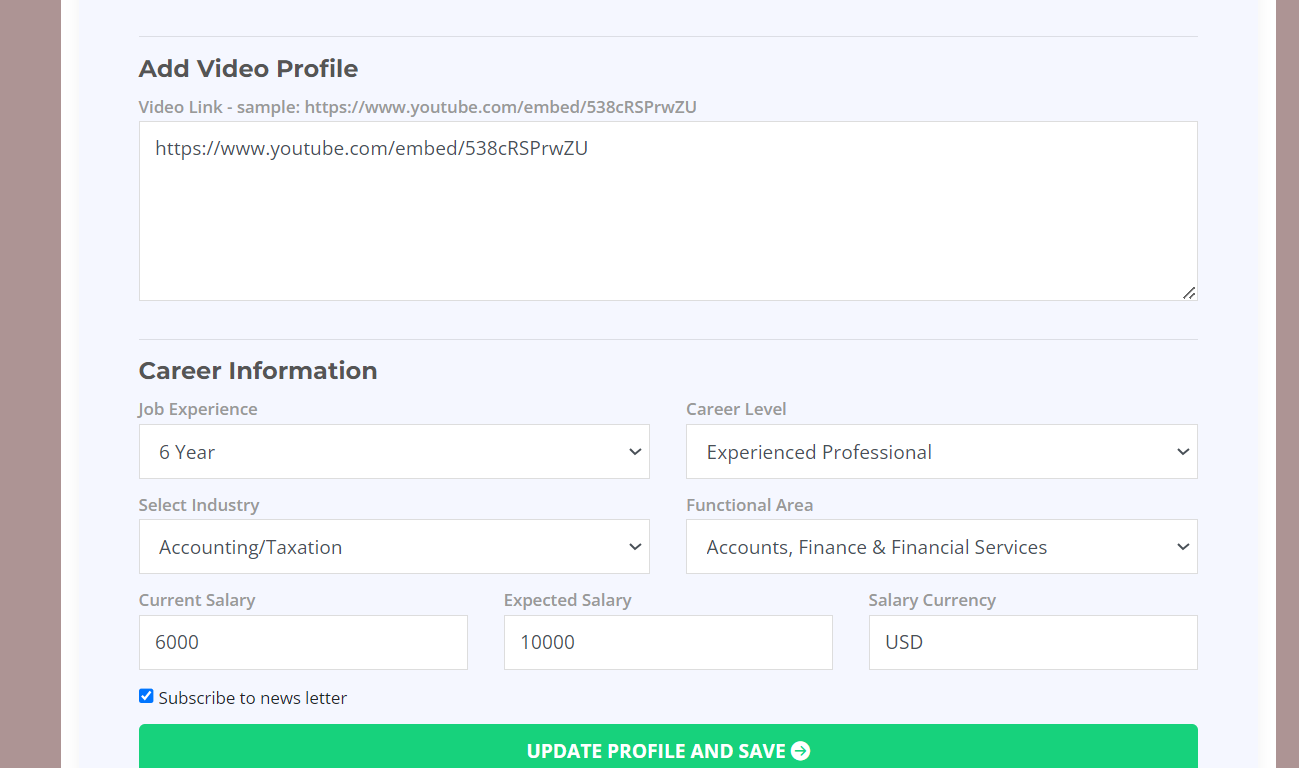 Add Video Profile
Video Link - sample: https://www.youtube.com/embed/538cRSPrwZU
https://www.youtube.com/embed/538cRSPrwZU
Career Information
Job Experience
Career Level
6 Year
Experienced Professional
Select Industry
Functional Area
Accounting/Taxation
Accounts, Finance & Financial Services
Current Salary
Expected Salary
Salary Currency
6000
10000
USD
Subscribe to news letter
UPDATE PROFILE AND SAVE